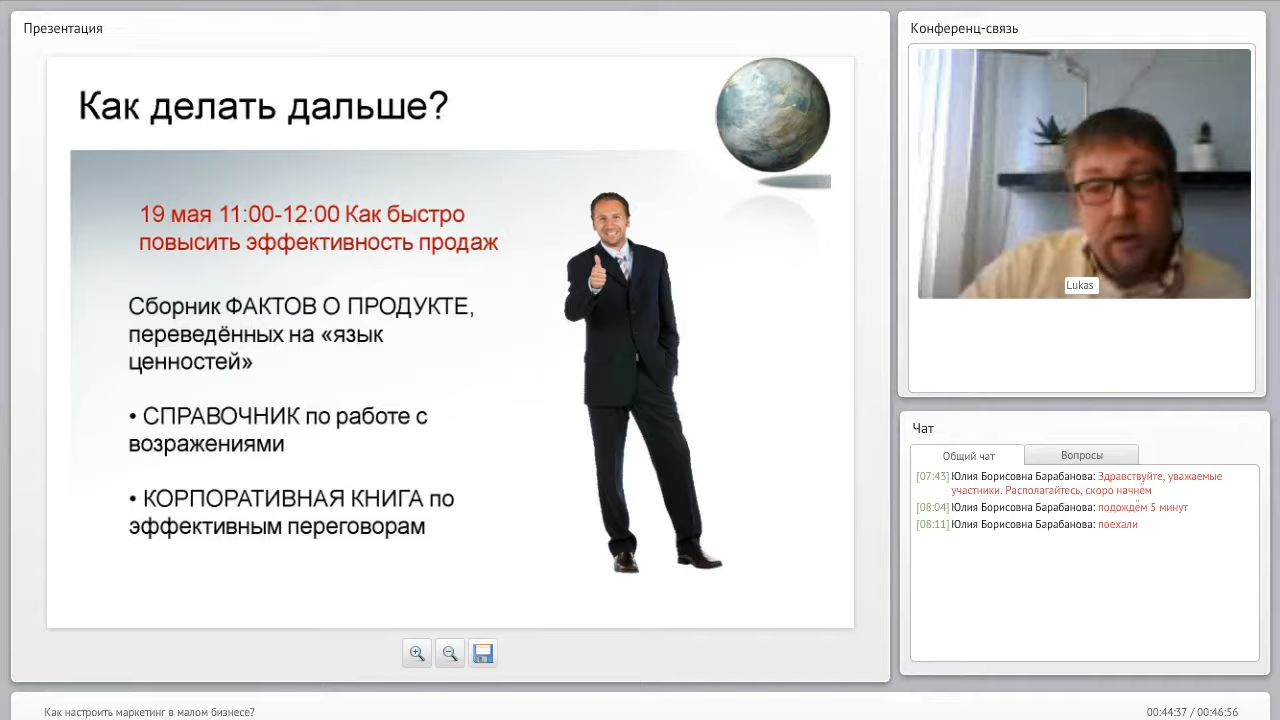 Презентация
Как делать дальше?
19 мая 11:00-12:00 Как быстро
повысить эффективность продаж
Сборник ФАКТОВ О ПРОДУКТЕ,
переведённых на «язык
ценностей»
• СПРАВОЧНИК по работе с
возражениями
• КОРПОРАТИВНАЯ КНИГА по
эффективным переговорам
Конференц-связь
Lukas
Чат
Общий чат
Вопросы
[07:43] Юлия Борисовна Барабанова: Здравствуйте, уважаемые
участники. Располагайтесь, скоро начнём
[08:04] Юлия Борисовна Барабанова: подождём 5 минут
[08:11] Юлия Борисовна Барабанова: поехали
Как настроить маркетинг в малом бизнесе?
00:44:37 / 00:46:56